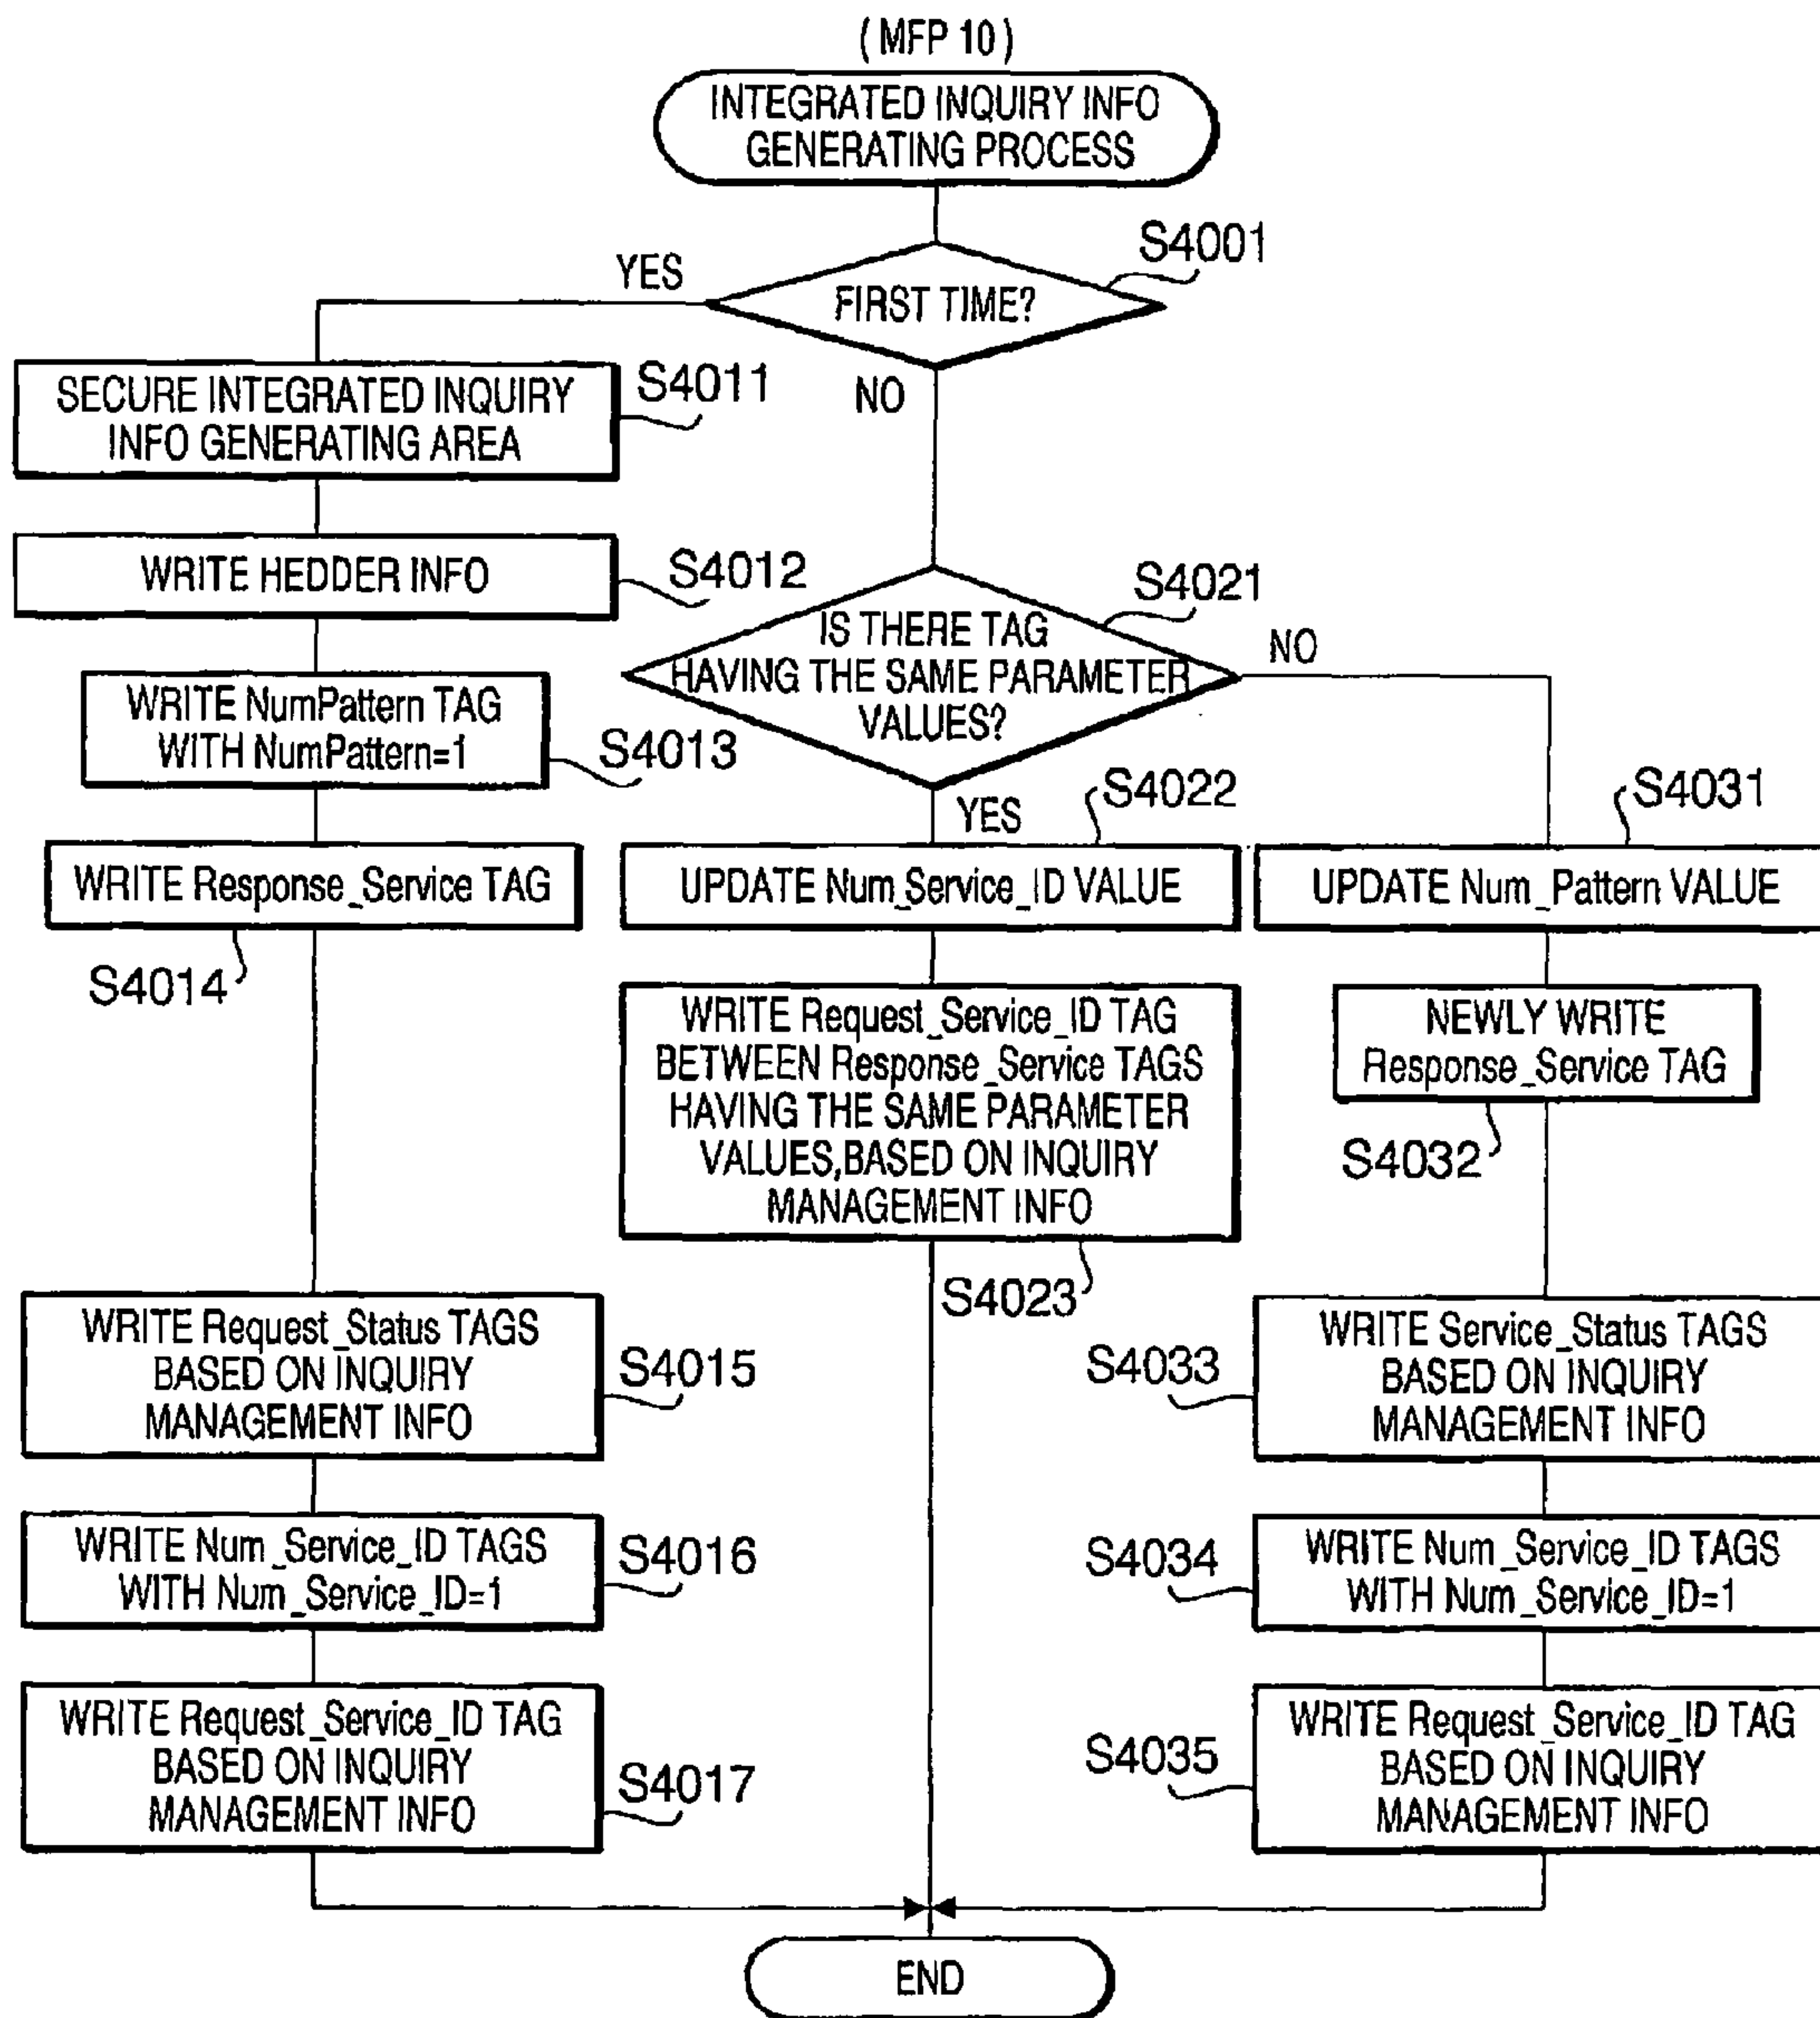 (MFP 10)
INTEGRATED INQUIRY INFO
GENERATING PROCESS
S4001
YES
FIRST TIME?
NO
SECURE INTEGRATED INQUIRY
INFO GENERATING AREA
S4011
WRITE HEDDER INFO
S4012
WRITE NumPattern TAG
WITH NumPattern=1
S4013
WRITE Response_Service TAG
S4014
WRITE Request_Status TAGS
BASED ON INQUIRY
MANAGEMENT INFO
S4015
WRITE Num_Service_ID TAGS
WITH Num_Service_ID=1
S4016
WRITE Request_Service_ID TAG
BASED ON INQUIRY
MANAGEMENT INFO
S4017
S4021
IS THERE TAG
HAVING THE SAME PARAMETER
VALUES?
NO
YES
S4022
UPDATE Num_Service_ID VALUE
WRITE Request_Service_ID TAG
BETWEEN Response_Service TAGS
HAVING THE SAME PARAMETER
VALUES,BASED ON INQUIRY
MANAGEMENT INFO
S4023
S4031
UPDATE Num_Pattern VALUE
NEWLY WRITE
Response_Service TAG
S4032
WRITE Service_Status TAGS
BASED ON INQUIRY
MANAGEMENT INFO
S4033
WRITE Num_Service_ID TAGS
WITH Num_Service_ID=1
S4034
WRITE Request_Service_ID TAG
BASED ON INQUIRY
MANAGEMENT INFO
S4035
END